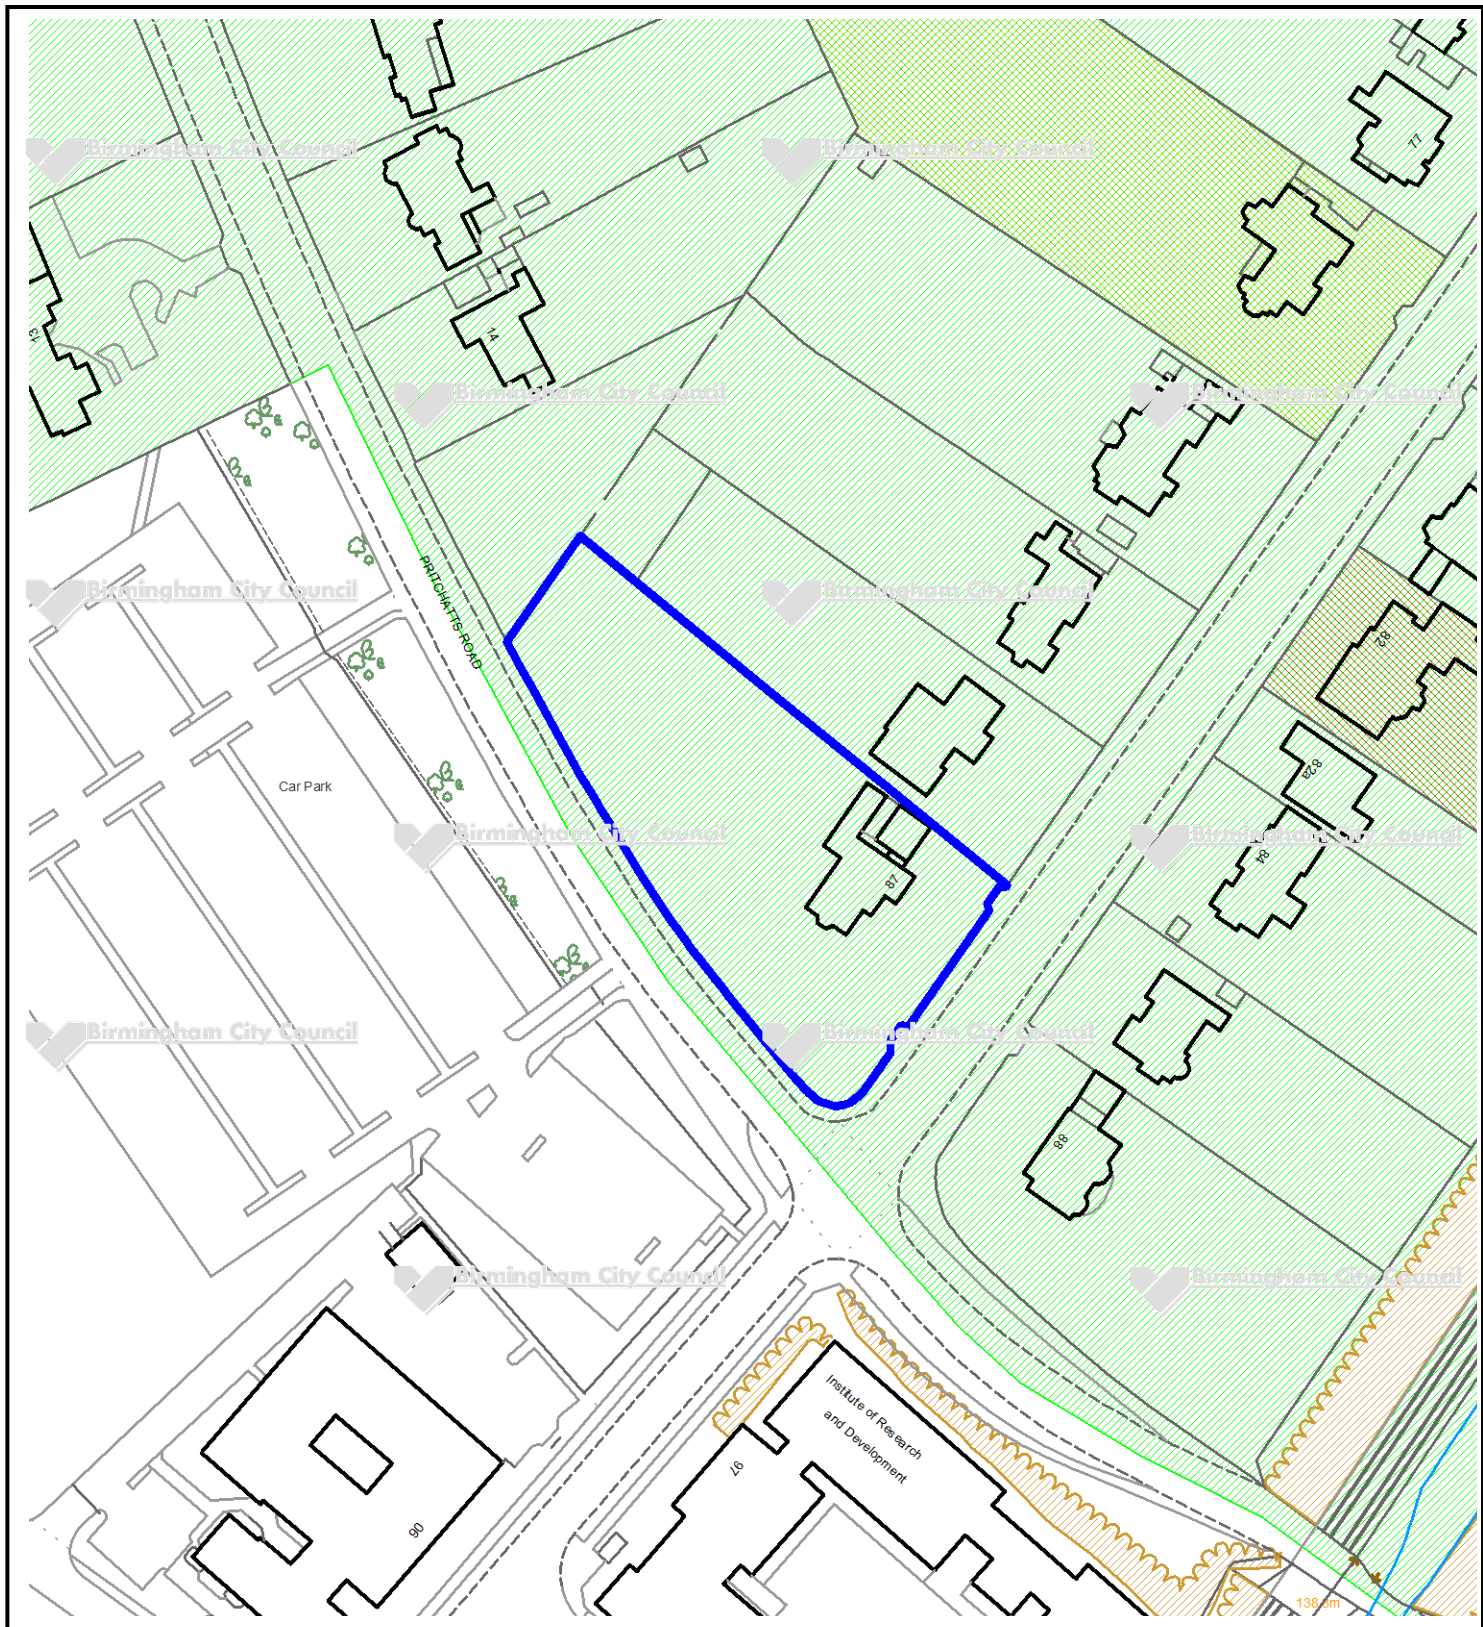 77
Birmingham City Council
Birmingham City Council
13
14
Birmingham City Council
Birmingham City Council
PRITCHATTS ROAD
Birmingham City Council
Birmingham City Council
82
Car Park
82a
Birmingham City Council
Birmingham City Council
84
87
Birmingham City Council
Birmingham City Council
88
Birmingham City Council
Birmingham City Council
Institute of Research
and Development
97
90
138.5m